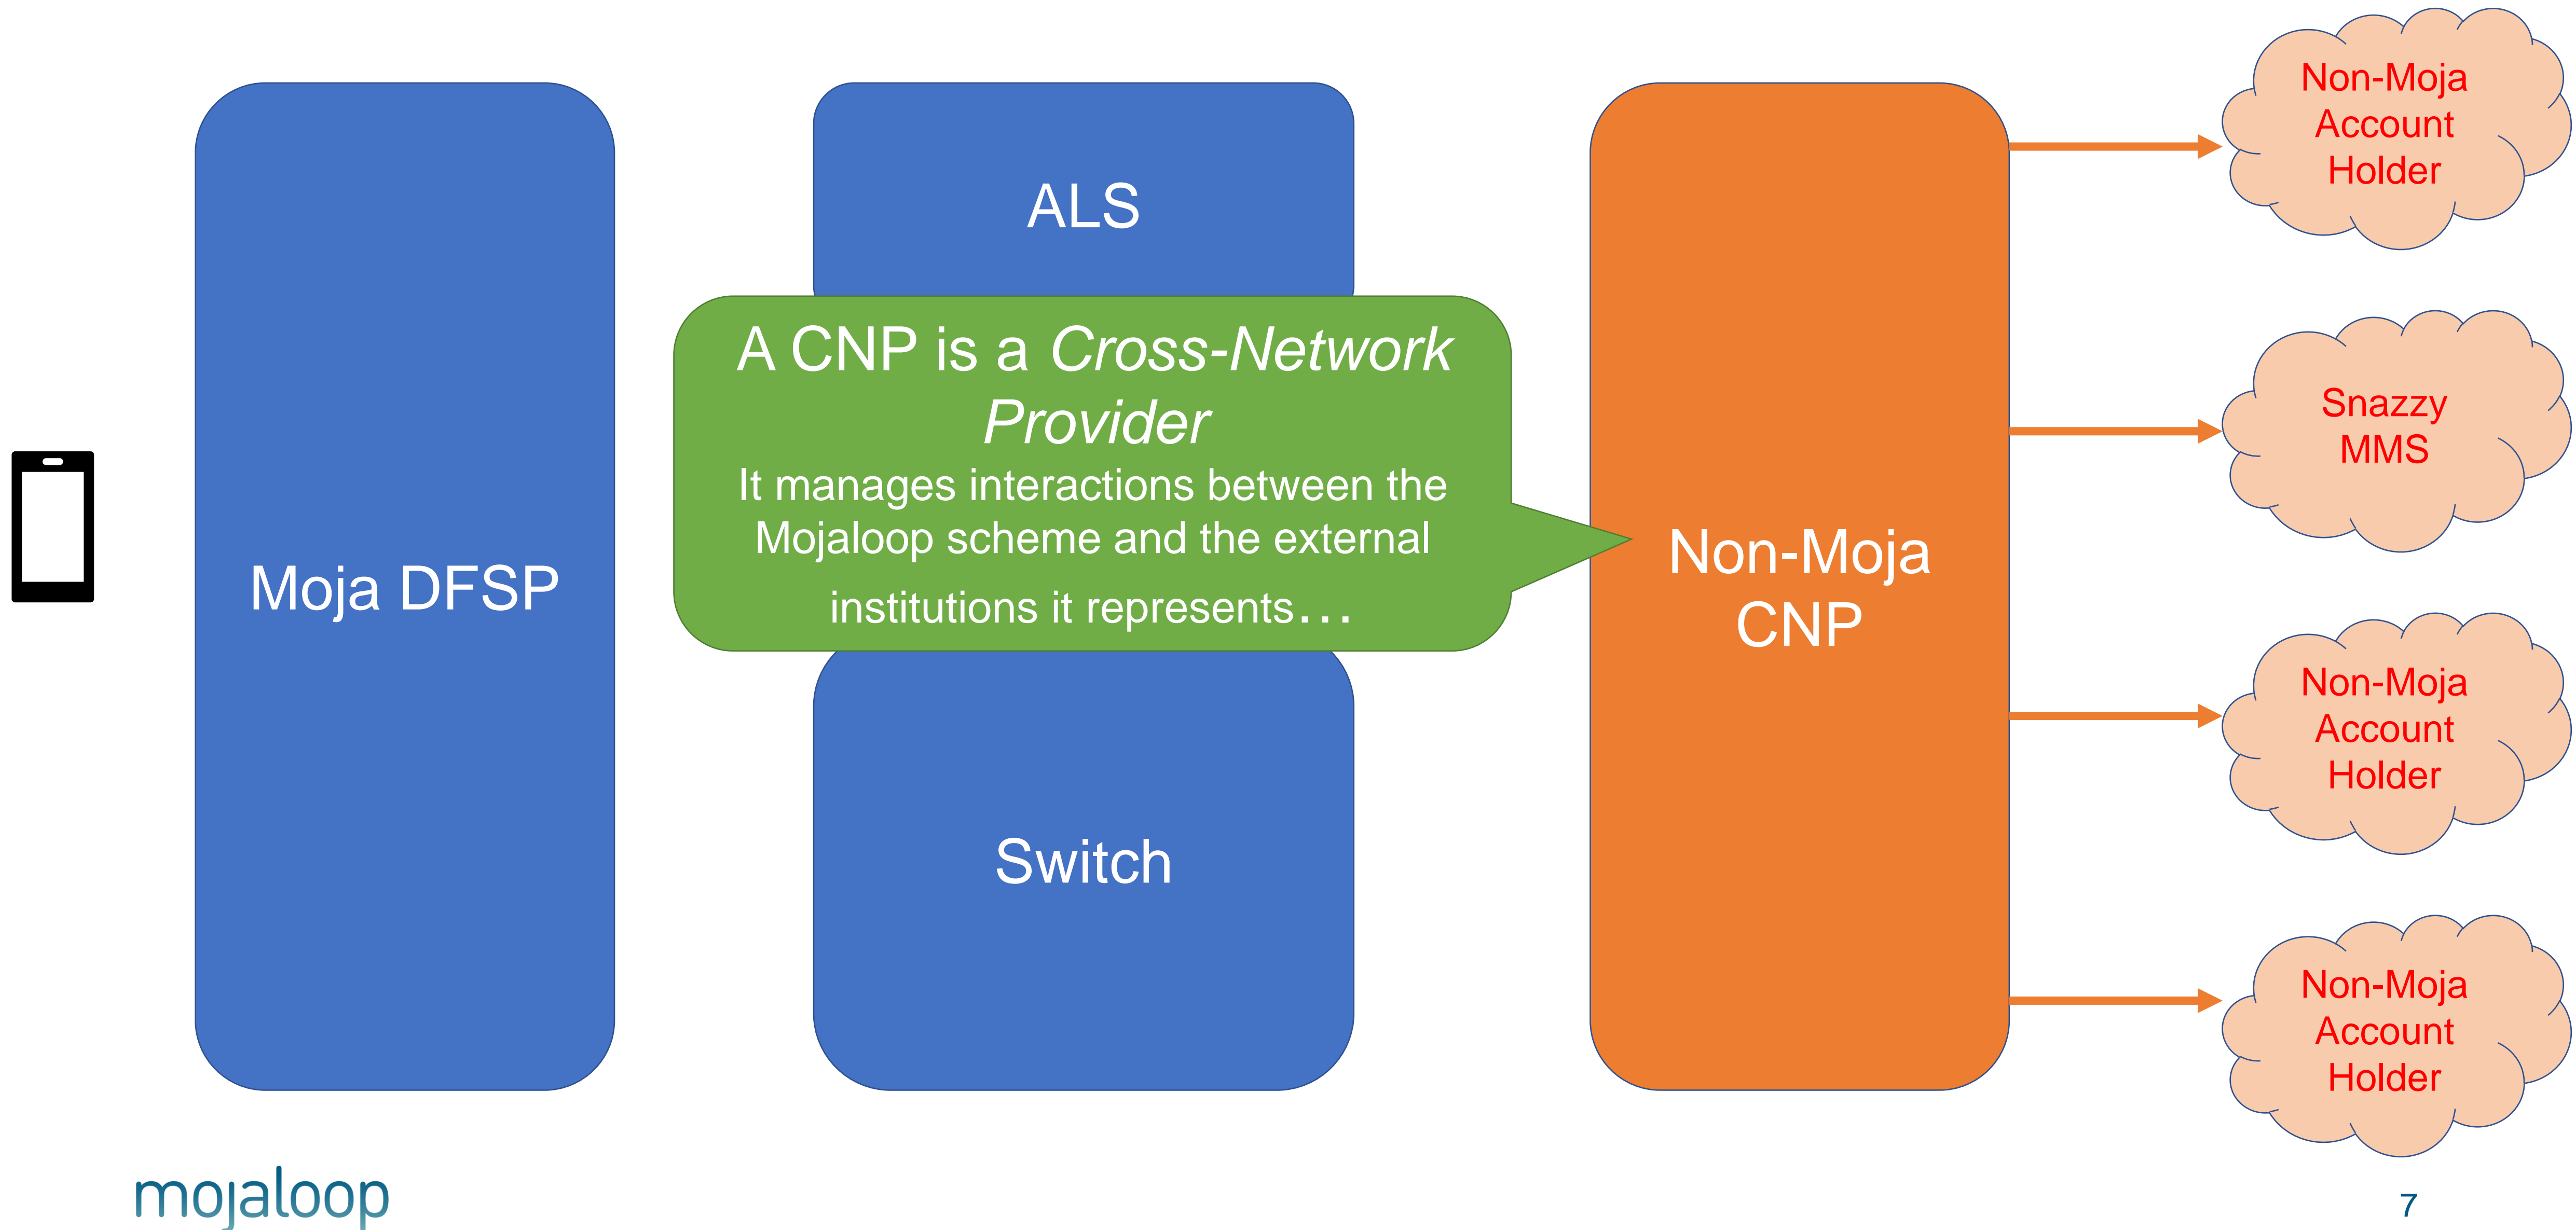 Moja DFSP
ALS
A CNP is a Cross-Network
Provider
It manages interactions between the
Mojaloop scheme and the external
institutions it represents...
Switch
Non-Moja
CNP
Non-Moja
Account
Holder
Snazzy
MMS
Non-Moja
Account
Holder
Non-Moja
Account
Holder
mojaloop
7